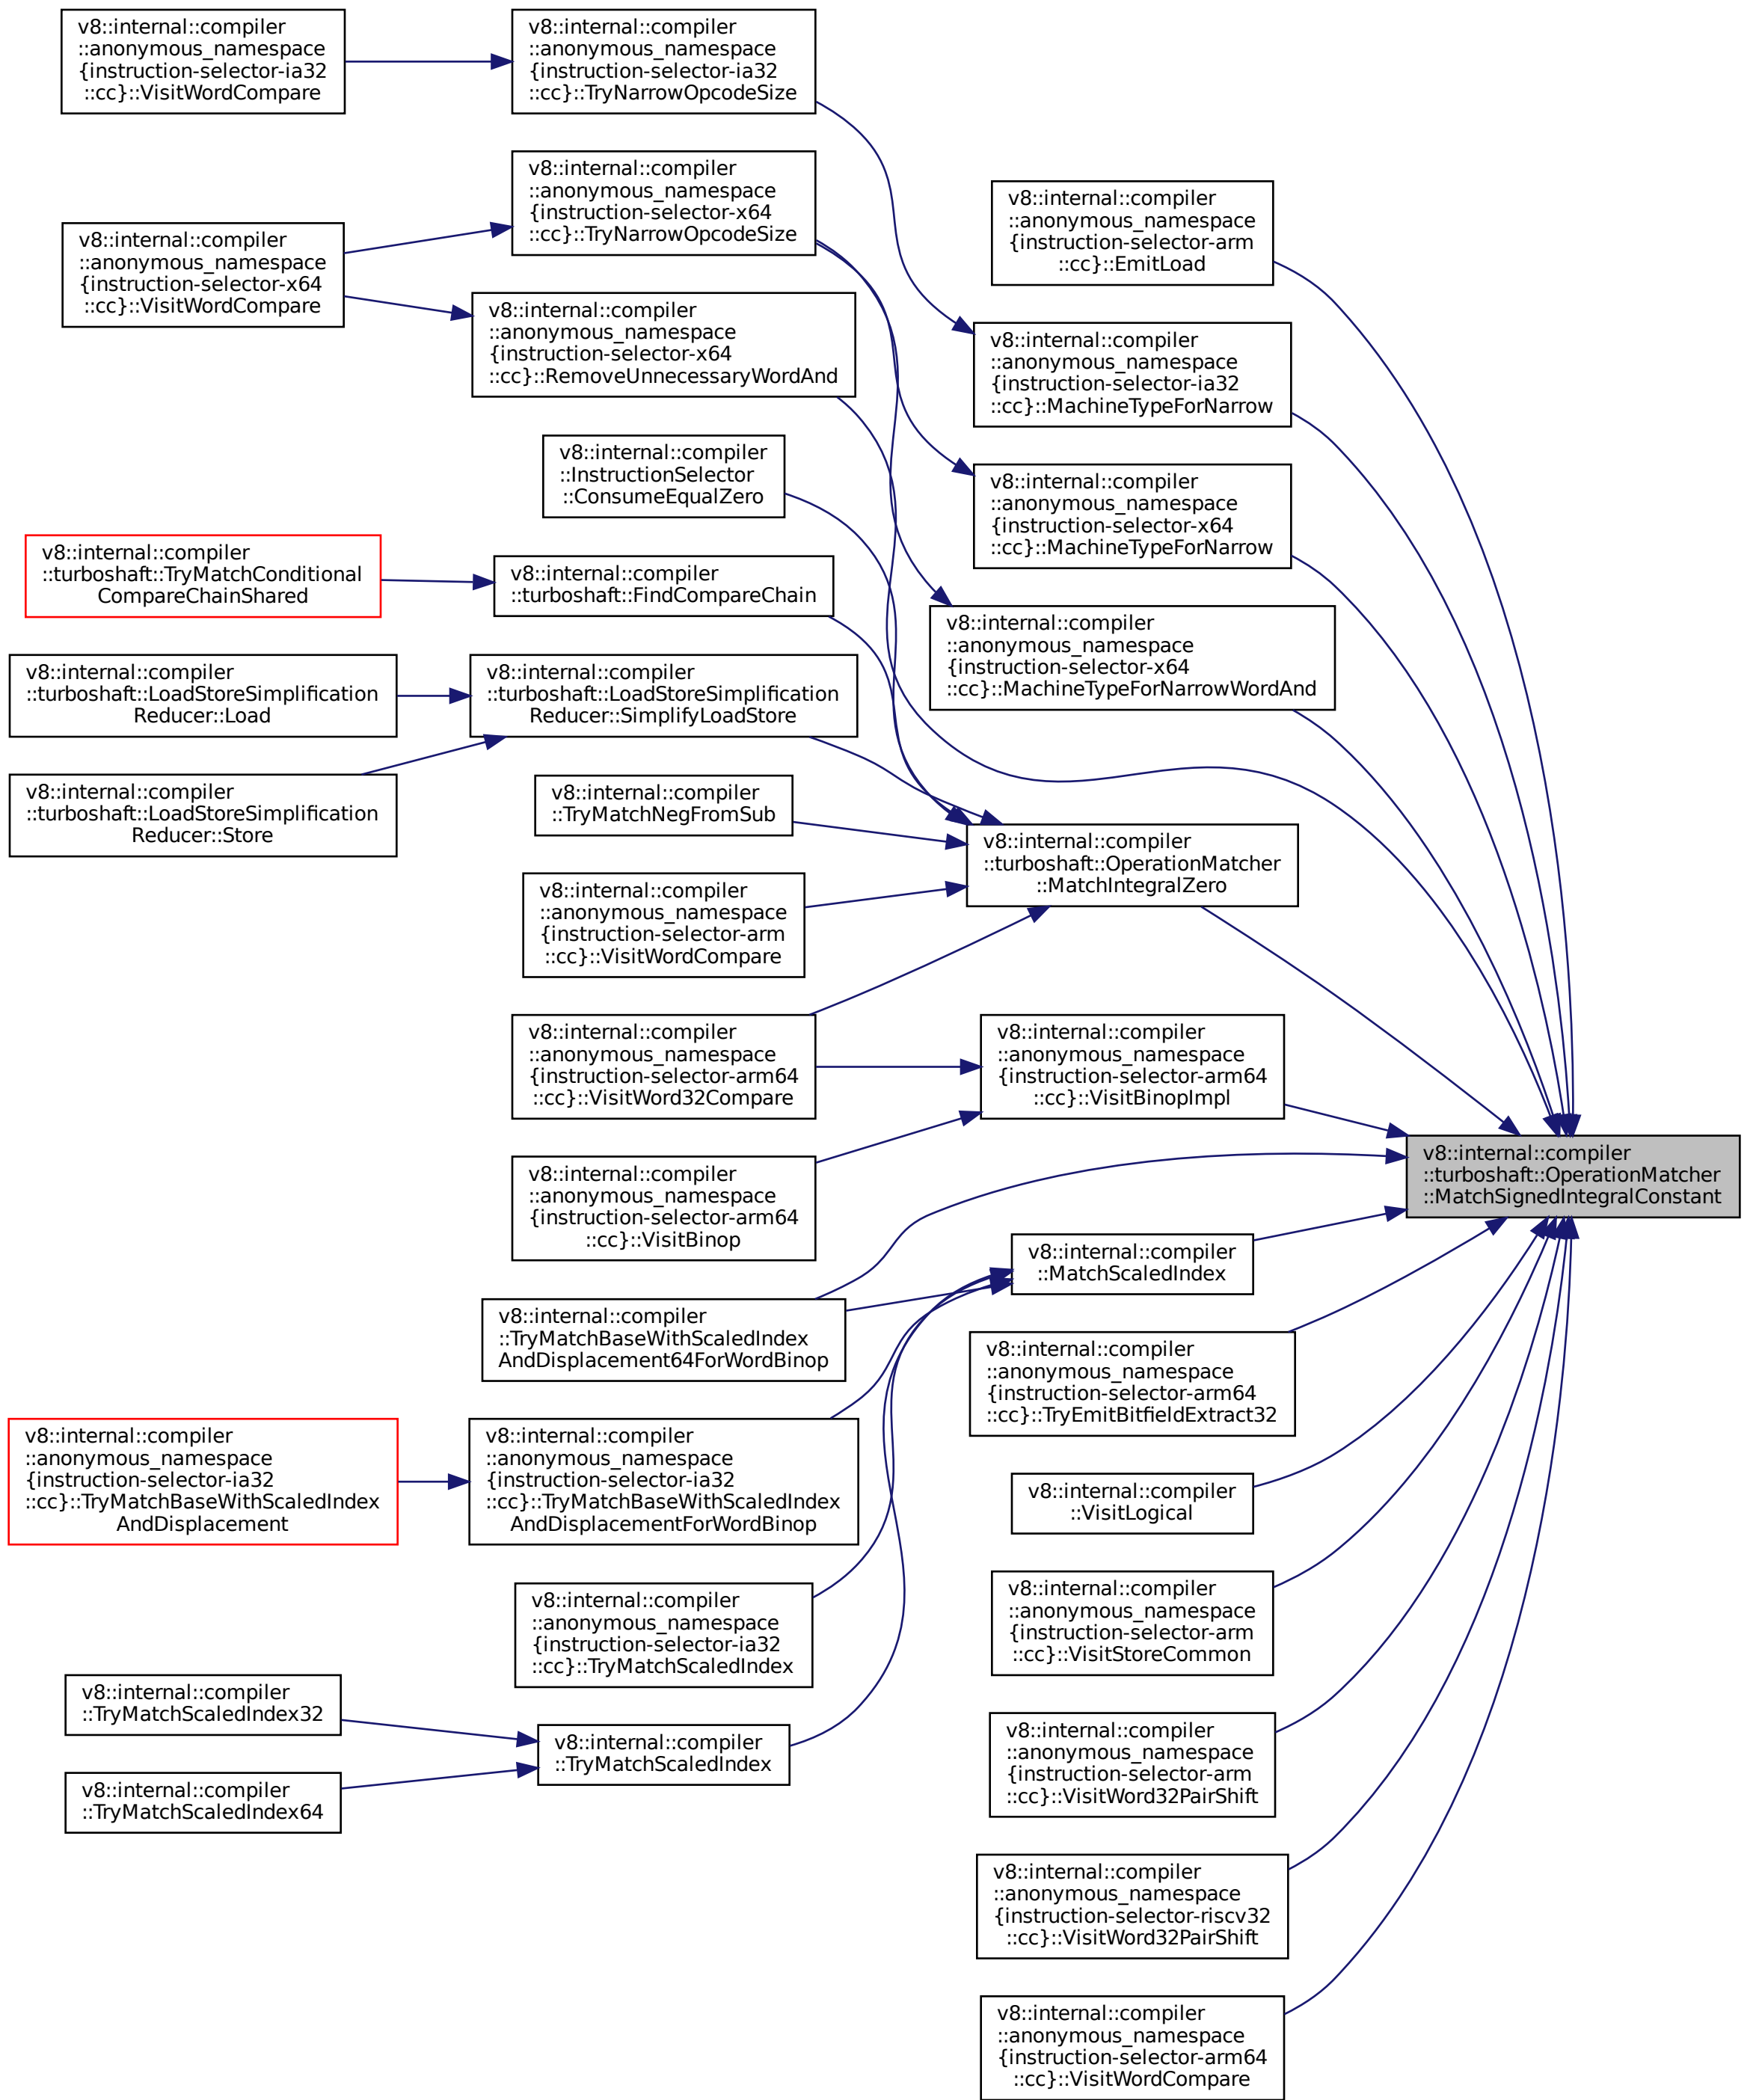 v8::internal::compiler
::anonymous_namespace
{instruction-selector-ia32
::cc}::VisitWordCompare
v8::internal::compiler
::anonymous_namespace
{instruction-selector-ia32
::cc}::TryNarrowOpcodeSize
v8::internal::compiler
::anonymous_namespace
{instruction-selector-x64
::cc}::VisitWordCompare
v8::internal::compiler
::anonymous_namespace
{instruction-selector-x64
::cc}::TryNarrowOpcodeSize
v8::internal::compiler
::anonymous_namespace
{instruction-selector-x64
::cc}::RemoveUnnecessaryWordAnd
v8::internal::compiler
::InstructionSelector
::ConsumeEqualZero
v8::internal::compiler
::turboshaft::TryMatchConditional
CompareChainShared
v8::internal::compiler
::turboshaft::FindCompareChain
v8::internal::compiler
::turboshaft::LoadStoreSimplification
Reducer::Load
v8::internal::compiler
::turboshaft::LoadStoreSimplification
Reducer::SimplifyLoadStore
v8::internal::compiler
::turboshaft::LoadStoreSimplification
Reducer::Store
v8::internal::compiler
::TryMatchNegFromSub
v8::internal::compiler
::anonymous_namespace
{instruction-selector-arm
::cc}::VisitWordCompare
v8::internal::compiler
::anonymous_namespace
{instruction-selector-arm64
::cc}::VisitWord32Compare
v8::internal::compiler
::anonymous_namespace
{instruction-selector-arm64
::cc}::VisitBinop
v8::internal::compiler
::TryMatchBaseWithScaledIndex
AndDisplacement64ForWordBinop
v8::internal::compiler
::anonymous_namespace
{instruction-selector-ia32
::cc}::TryMatchBaseWithScaledIndex
AndDisplacement
v8::internal::compiler
::anonymous_namespace
{instruction-selector-ia32
::cc}::TryMatchBaseWithScaledIndex
AndDisplacementForWordBinop
v8::internal::compiler
::anonymous_namespace
{instruction-selector-ia32
::cc}::TryMatchScaledIndex
v8::internal::compiler
::TryMatchScaledIndex32
v8::internal::compiler
::TryMatchScaledIndex64
v8::internal::compiler
::TryMatchScaledIndex
v8::internal::compiler
::anonymous_namespace
{instruction-selector-arm
::cc}::EmitLoad
v8::internal::compiler
::anonymous_namespace
{instruction-selector-ia32
::cc}::MachineTypeForNarrow
v8::internal::compiler
::anonymous_namespace
{instruction-selector-x64
::cc}::MachineTypeForNarrow
v8::internal::compiler
::anonymous_namespace
{instruction-selector-x64
::cc}::MachineTypeForNarrowWordAnd
v8::internal::compiler
::turboshaft::OperationMatcher
::MatchIntegralZero
v8::internal::compiler
::anonymous_namespace
{instruction-selector-arm64
::cc}::VisitBinopImpl
v8::internal::compiler
::MatchScaledIndex
v8::internal::compiler
::anonymous_namespace
{instruction-selector-arm64
::cc}::TryEmitBitfieldExtract32
v8::internal::compiler
::VisitLogical
v8::internal::compiler
::anonymous_namespace
{instruction-selector-arm
::cc}::VisitStoreCommon
v8::internal::compiler
::anonymous_namespace
{instruction-selector-arm
::cc}::VisitWord32PairShift
v8::internal::compiler
::anonymous_namespace
{instruction-selector-riscv32
::cc}::VisitWord32PairShift
v8::internal::compiler
::anonymous_namespace
{instruction-selector-arm64
::cc}::VisitWordCompare
v8::internal::compiler
::turboshaft::OperationMatcher
::MatchSignedIntegralConstant